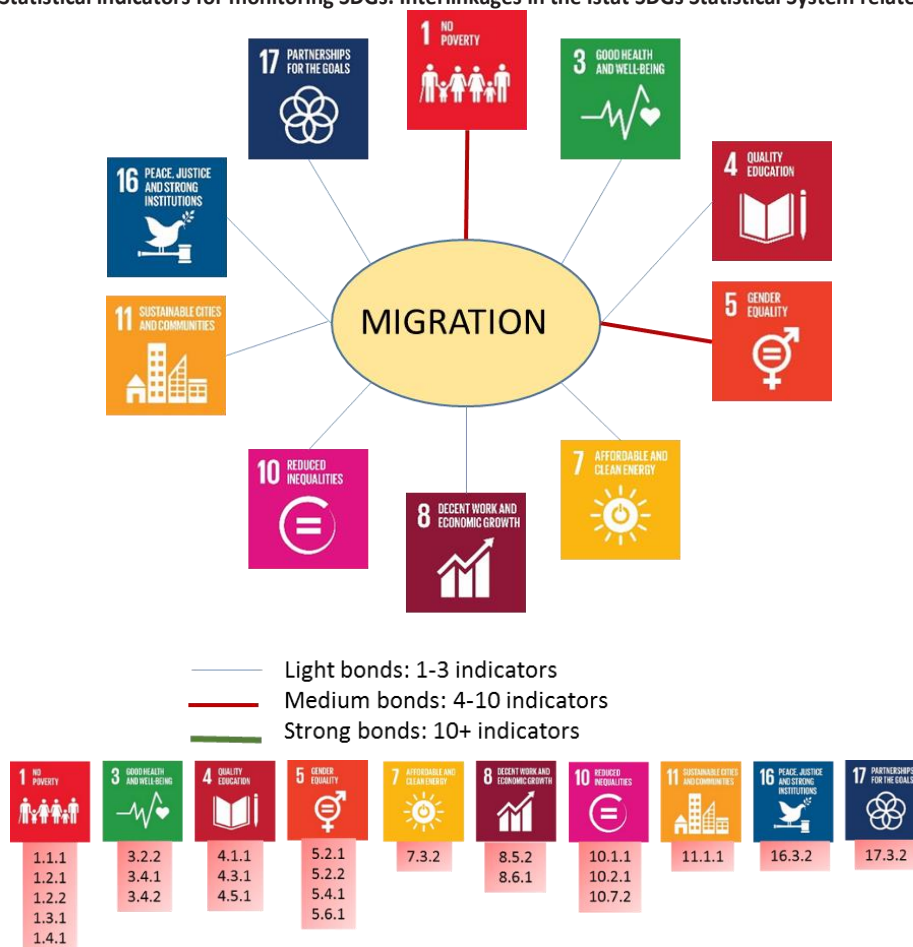 Statistical indicators for monitoring SDGs: interlinkages in the Istat SDGs Statistical System
1 NO
POVERTY
17 PARTNERSHIPS
FOR THE GOALS
3 GOOD HEALTH
AND WELL-BEING
16 PEACE, JUSTICE
AND STRONG
INSTITUTIONS
4 QUALITY
EDUCATION
MIGRATION
11 SUSTAINABLE CITIES
AND COMMUNITIES
5 GENDER
EQUALITY
10 REDUCED
INEQUALITIES
7 AFFORDABLE AND
CLEAN ENERGY
8 DECENT WORK AND
ECONOMIC GROWTH
Light bonds: 1-3 indicators
Medium bonds: 4-10 indicators
Strong bonds: 10+ indicators
1 NO
POVERTY
1.1.1
1.2.1
1.2.2
1.3.1
1.4.1
3 GOOD HEALTH
AND WELL-BEING
3.2.2
3.4.1
3.4.2
4 QUALITY
EDUCATION
4.1.1
4.3.1
4.5.1
5 GENDER
EQUALITY
5.2.1
5.2.2
5.4.1
5.6.1
7 AFFORDABLE AND
CLEAN ENERGY
7.3.2
8 DECENT WORK AND
ECONOMIC GROWTH
8.5.2
8.6.1
10 REDUCED
INEQUALITIES
10.1.1
10.2.1
10.7.2
11 SUSTAINABLE CITIES
AND COMMUNITIES
11.1.1
16 PEACE, JUSTICE
AND STRONG
INSTITUTIONS
16.3.2
17 PARTNERSHIPS
FOR THE GOALS
17.3.2